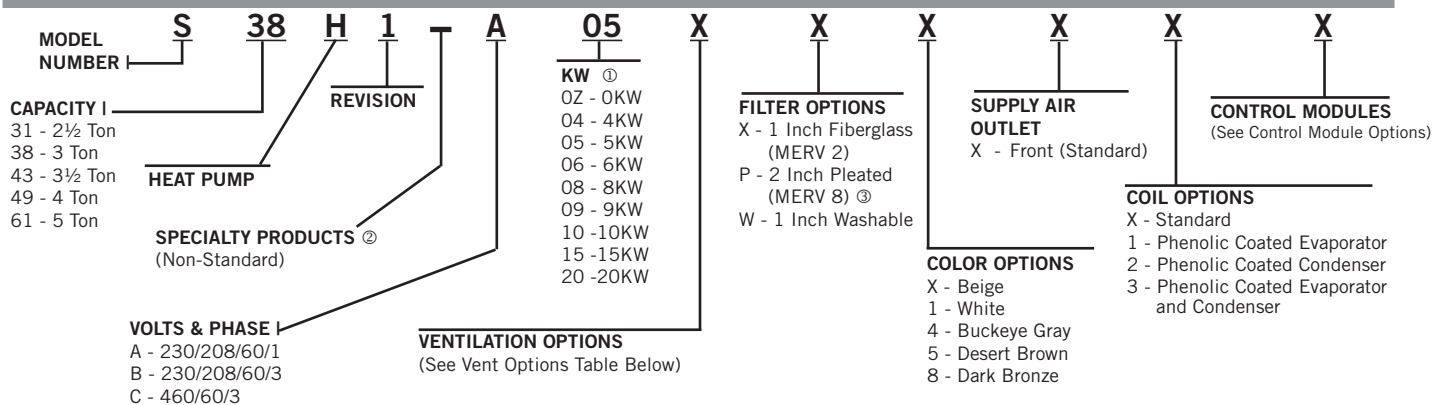 S 38 H 1 – A 05 X X X X X X
MODEL
NUMBER
CAPACITY
31 - 2½ Ton
38 - 3 Ton
43 - 3½ Ton
49 - 4 Ton
61 - 5 Ton
HEAT PUMP
REVISION
SPECIALTY PRODUCTS ②
(Non-Standard)
VOLTS & PHASE
A - 230/208/60/1
B - 230/208/60/3
C - 460/60/3
KW ①
0Z - 0KW
04 - 4KW
05 - 5KW
06 - 6KW
08 - 8KW
09 - 9KW
10 -10KW
15 -15KW
20 -20KW
VENTILATION OPTIONS
(See Vent Options Table Below)
FILTER OPTIONS
X - 1 Inch Fiberglass
(MERV 2)
P - 2 Inch Pleated
(MERV 8) ③
W - 1 Inch Washable
COLOR OPTIONS
X - Beige
1 - White
4 - Buckeye Gray
5 - Desert Brown
8 - Dark Bronze
SUPPLY AIR
OUTLET
X - Front (Standard)
COIL OPTIONS
X - Standard
1 - Phenolic Coated Evaporator
2 - Phenolic Coated Condenser
3 - Phenolic Coated Evaporator
and Condenser
CONTROL MODULES
(See Control Module Options)